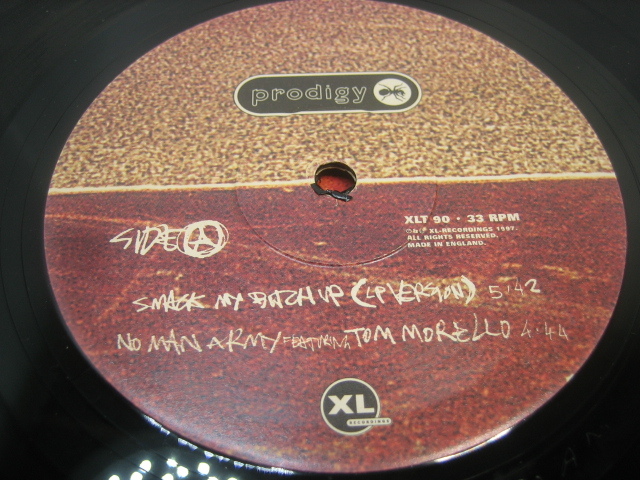 prodigy
XLT 90 · 33 RPM
℗&© XL-RECORDINGS 1997.
ALL RIGHTS RESERVED.
MADE IN ENGLAND.
SIDE A
SMACK MY BITCH UP (LP VERSION) 5:42
NO MAN ARMY FEATURING TOM MORELLO 4:44
XL
RECORDINGS